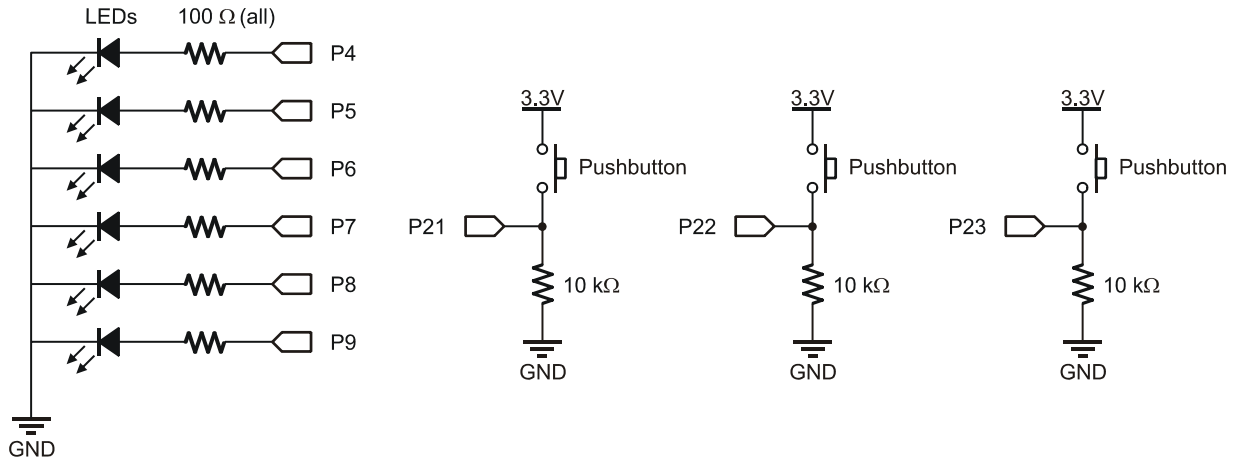 LEDs 100 Ω (all)
P4
P5
P6
P7
P8
P9
GND
3.3V
Pushbutton
P21
10 kΩ
GND
3.3V
Pushbutton
P22
10 kΩ
GND
3.3V
Pushbutton
P23
10 kΩ
GND